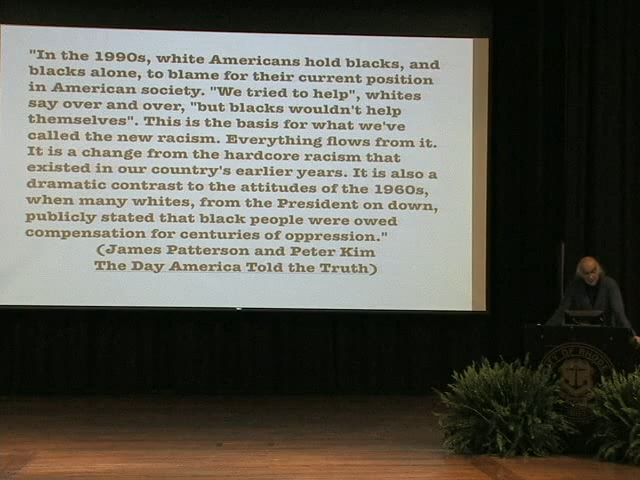 "In the 1990s, white Americans hold blacks, and
blacks alone, to blame for their current position
in American society. "We tried to help", whites
say over and over, "but blacks wouldn't help
themselves". This is the basis for what we've
called the new racism. Everything flows from it.
It is a change from the hardcore racism that
existed in our country's earlier years. It is also a
dramatic contrast to the attitudes of the 1960s,
when many whites, from the President on down,
publicly stated that black people were owed
compensation for centuries of oppression."
(James Patterson and Peter Kim
The Day America Told the Truth)